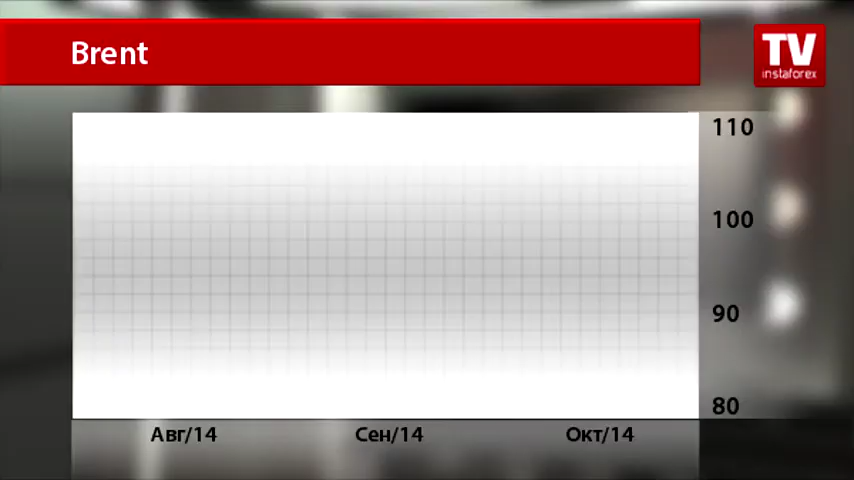 Brent
TV
instaforex
110
100
90
80
Авг/14
Сен/14
Окт/14